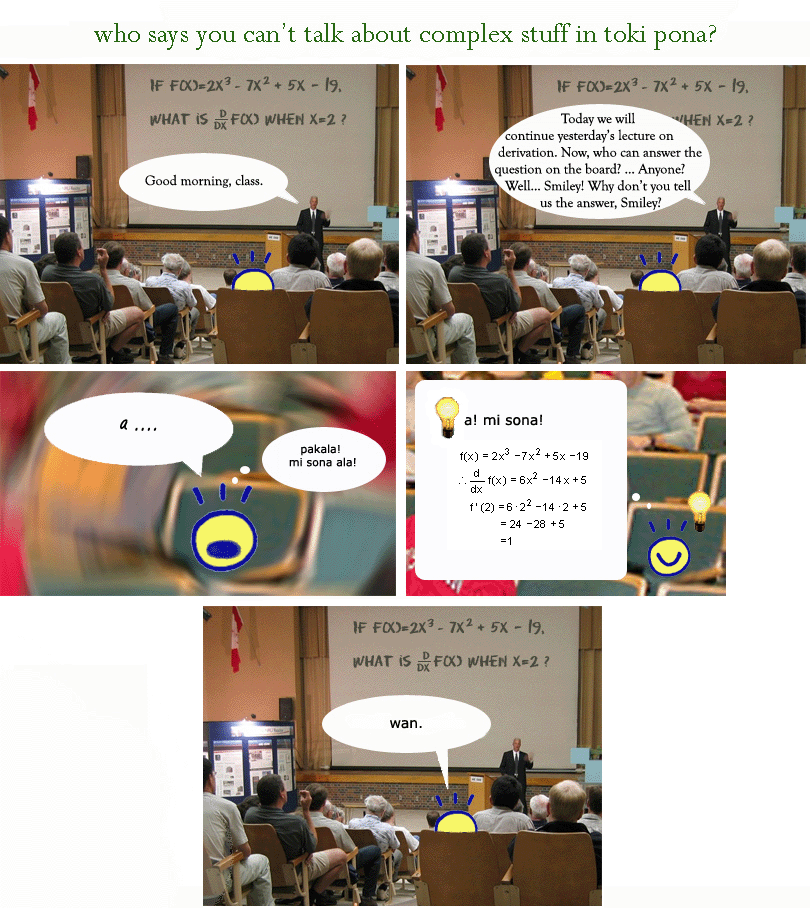 who says you can't talk about complex stuff in toki pona?
IF F(X)=2X³ - 7X² + 5X - 19,
WHAT IS D/DX F(X) WHEN X=2 ?
Good morning, class.
IF F(X)=2X³ - 7X² + 5X - 19,
WHEN X=2 ?
Today we will
continue yesterday's lecture on
derivation. Now, who can answer the
question on the board? ... Anyone?
Well... Smiley! Why don't you tell
us the answer, Smiley?
a ....
pakala!
mi sona ala!
a! mi sona!
f(x) = 2x³ −7x² +5x −19
∴ d/dx f(x) = 6x² −14x +5
f'(2) = 6·2² −14·2 +5
= 24 −28 +5
=1
IF F(X)=2X³ - 7X² + 5X - 19,
WHAT IS D/DX F(X) WHEN X=2 ?
wan.